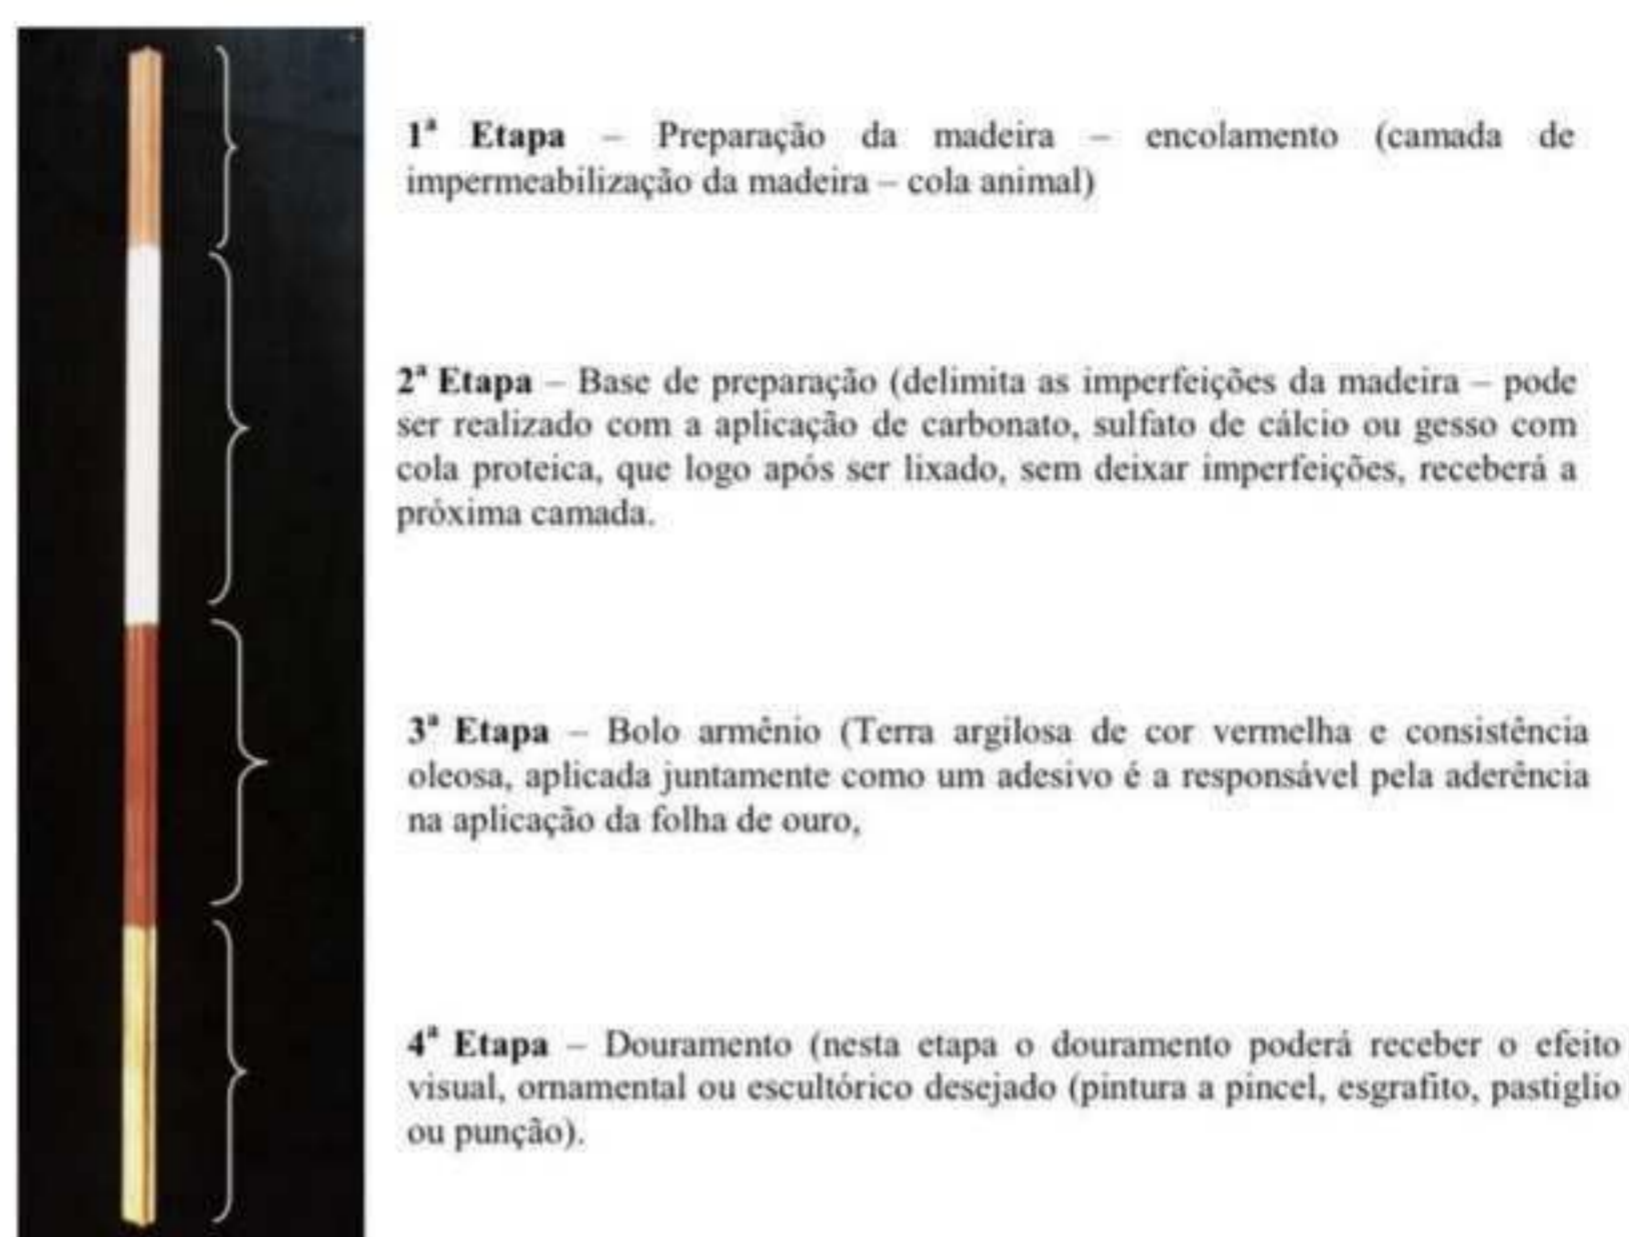 1ª Etapa – Preparação da madeira – encolamento (camada de
impermeabilização da madeira – cola animal)
2ª Etapa – Base de preparação (delimita as imperfeições da madeira – pode
ser realizado com a aplicação de carbonato, sulfato de cálcio ou gesso com
cola proteica, que logo após ser lixado, sem deixar imperfeições, receberá a
próxima camada.
3ª Etapa – Bolo armênio (Terra argilosa de cor vermelha e consistência
oleosa, aplicada juntamente como um adesivo é a responsável pela aderência
na aplicação da folha de ouro,
4ª Etapa – Douramento (nesta etapa o douramento poderá receber o efeito
visual, ornamental ou escultórico desejado (pintura a pincel, esgrafito, pastiglio
ou punção).